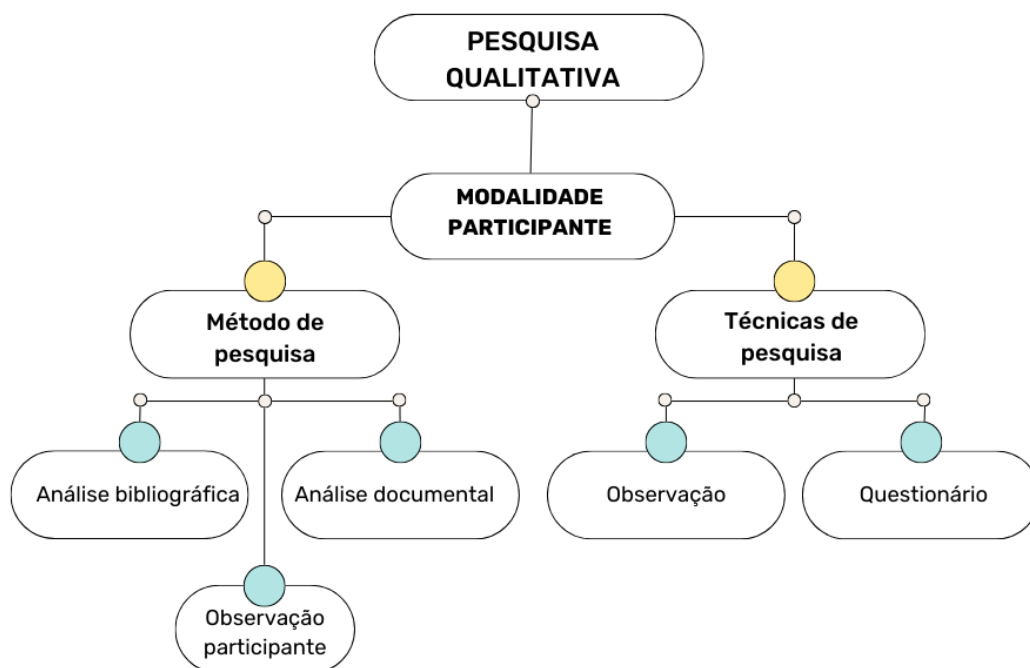 PESQUISA
QUALITATIVA
MODALIDADE
PARTICIPANTE
Método de
pesquisa
Técnicas de
pesquisa
Análise bibliográfica
Análise documental
Observação
Questionário
Observação
participante